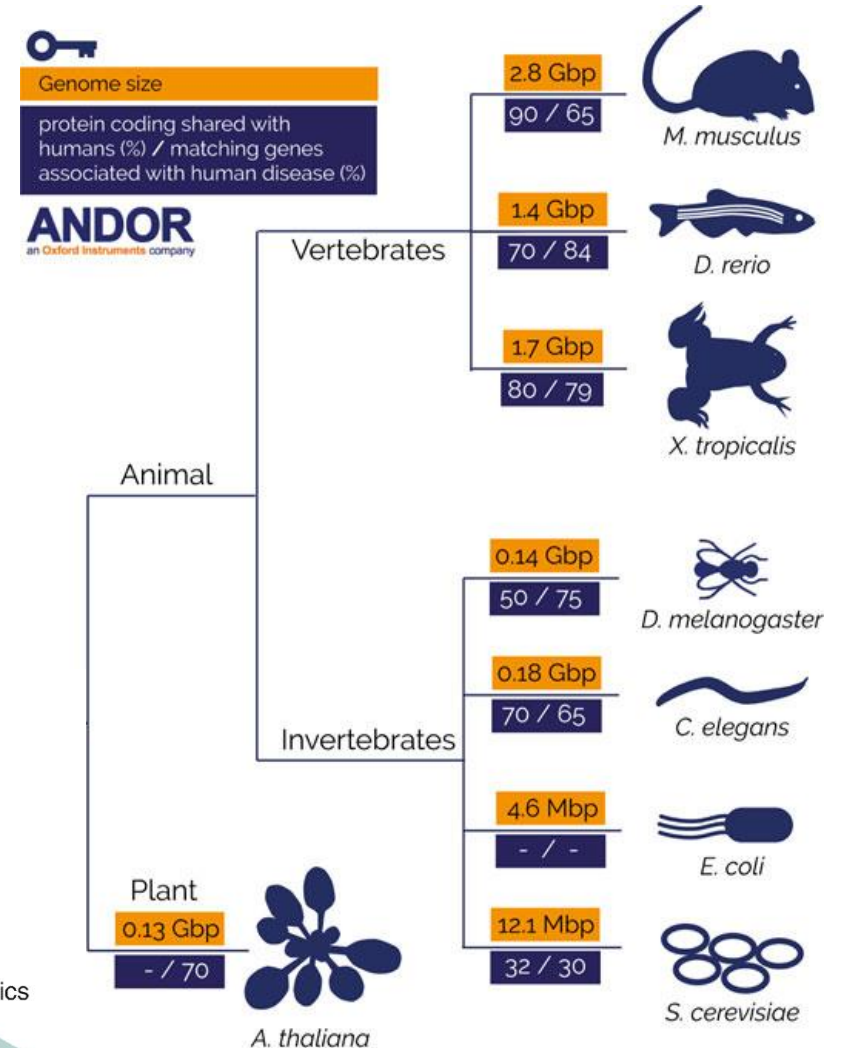 Genome size
protein coding shared with
humans (%) / matching genes
associated with human disease (%)
ANDOR
an Oxford Instruments company
2.8 Gbp
90 / 65
M. musculus
1.4 Gbp
70 / 84
D. rerio
Vertebrates
1.7 Gbp
80 / 79
X. tropicalis
Animal
0.14 Gbp
50 / 75
D. melanogaster
0.18 Gbp
70 / 65
C. elegans
Invertebrates
4.6 Mbp
- / -
E. coli
12.1 Mbp
32 / 30
S. cerevisiae
Plant
0.13 Gbp
- / 70
A. thaliana
ics